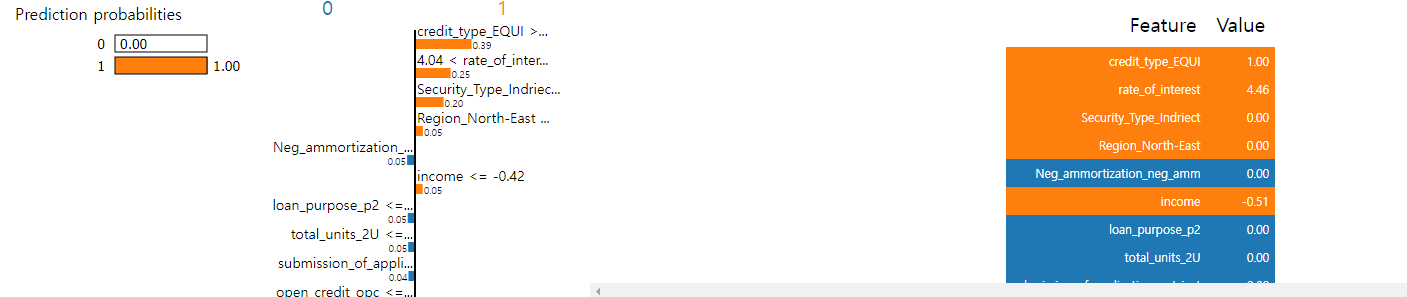 Prediction probabilities
0 0.00
1 1.00
0 1
credit_type_EQUI >...
0.39
4.04 < rate_of_inter...
0.25
Security_Type_Indriec...
0.20
Region_North-East ...
0.05
Neg_ammortization_...
0.05
income <= -0.42
0.05
loan_purpose_p2 <=...
0.05
total_units_2U <=...
0.05
submission_of_appli...
0.04
open_credit_opc <=...
Feature Value
credit_type_EQUI 1.00
rate_of_interest 4.46
Security_Type_Indriect 0.00
Region_North-East 0.00
Neg_ammortization_neg_amm 0.00
income -0.51
loan_purpose_p2 0.00
total_units_2U 0.00